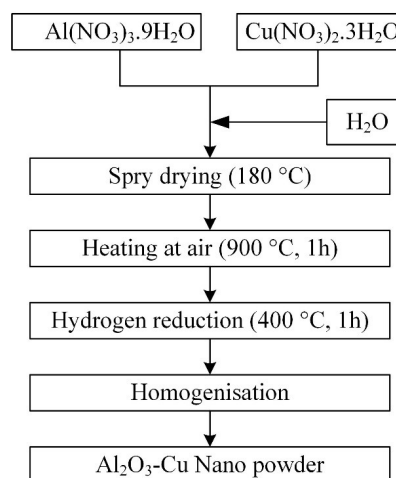 Al(NO₃)₃.9H₂O
Cu(NO₃)₂.3H₂O
H₂O
Spry drying (180 °C)
Heating at air (900 °C, 1h)
Hydrogen reduction (400 °C, 1h)
Homogenisation
Al₂O₃-Cu Nano powder